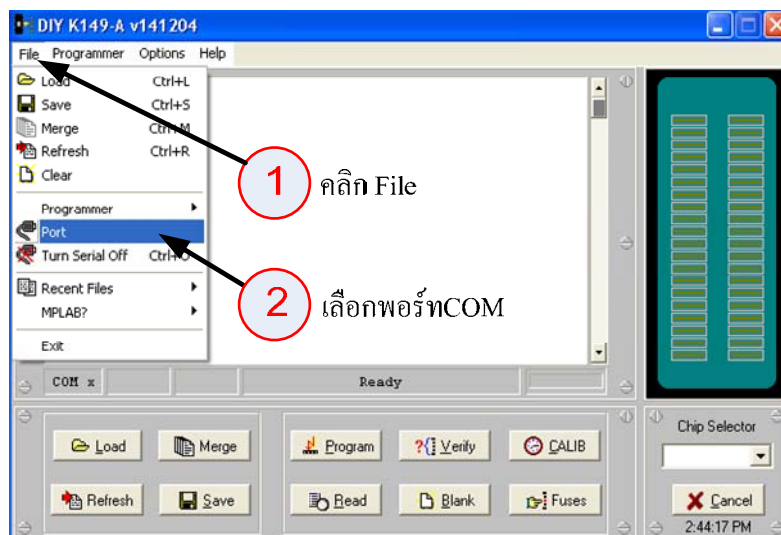 DIY K149-A v141204
File Programmer Options Help
Load Ctrl+L
Save Ctrl+S
Merge Ctrl+M
Refresh Ctrl+R
Clear
Programmer
Port
Turn Serial Off Ctrl+O
Recent Files
MPLAB?
Exit
1 คลิก File
2 เลือกพอร์ทCOM
COM x Ready
Load Merge Program Verify CALIB
Refresh Save Read Blank Fuses
Chip Selector
Cancel
2:44:17 PM